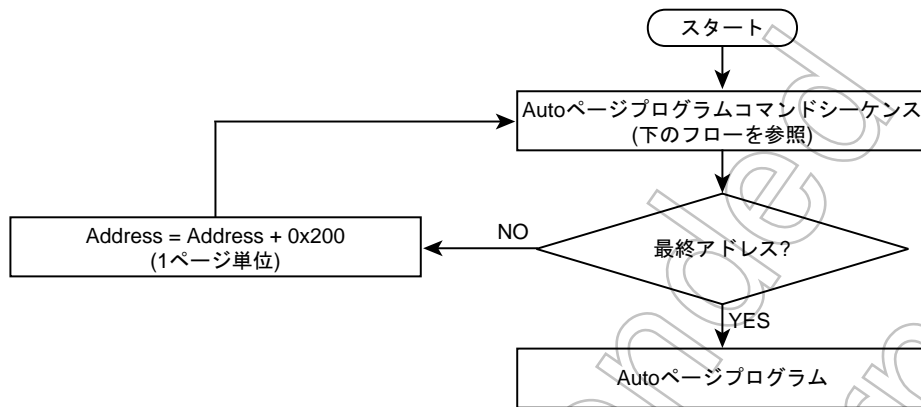 スタート
Autoページプログラムコマンドシーケンス
(下のフローを参照)
Address = Address + 0x200
(1ページ単位)
NO
最終アドレス?
YES
Autoページプログラム